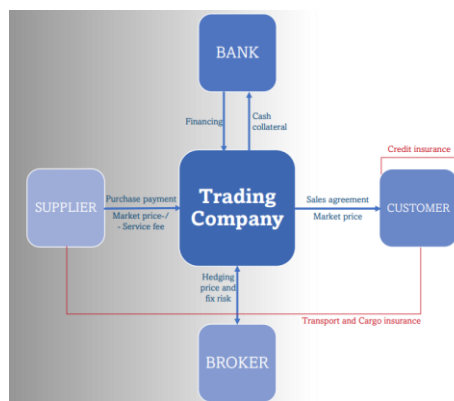 BANK
Financing
Cash
collateral
Credit insurance
SUPPLIER
Purchase payment
Market price-/
- Service fee
Trading
Company
Sales agreement
Market price
CUSTOMER
Hedging
price and
fix risk
Transport and Cargo insurance
BROKER